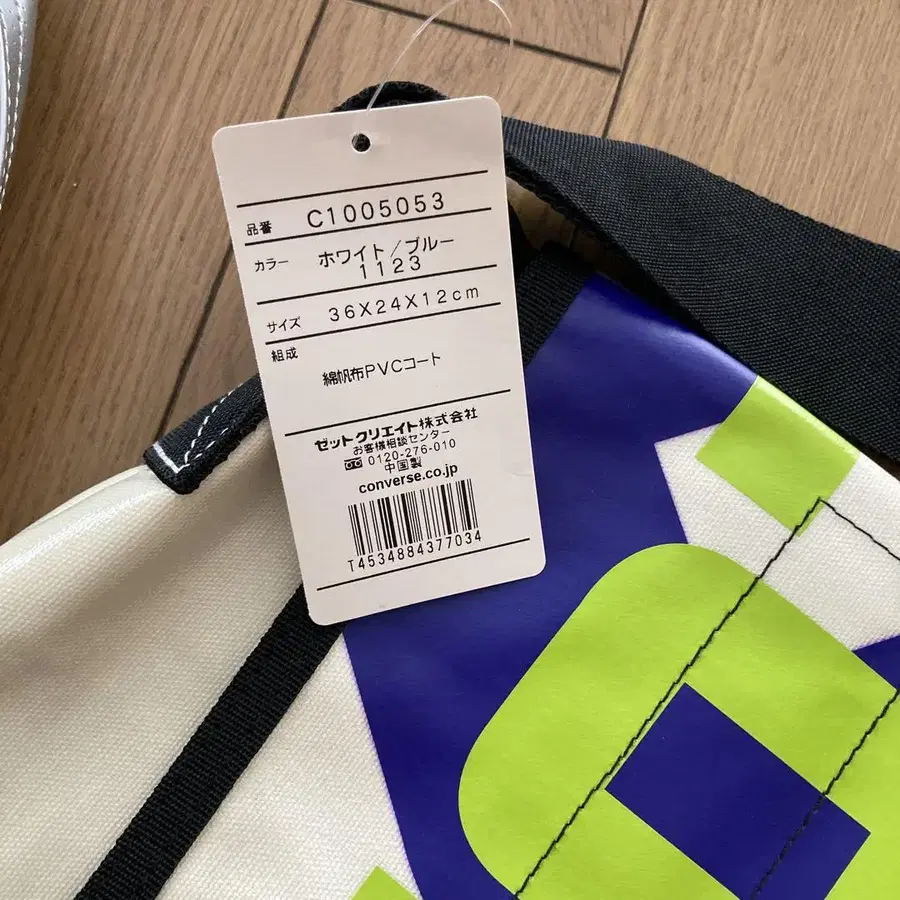 品番 C1005053
カラー ホワイト／ブルー
1123
サイズ 36X24X12cm
組成
綿帆布PVCコート
ゼットクリエイト株式会社
お客様相談センター
0120-276-010
中国製
converse.co.jp
T4534884377034